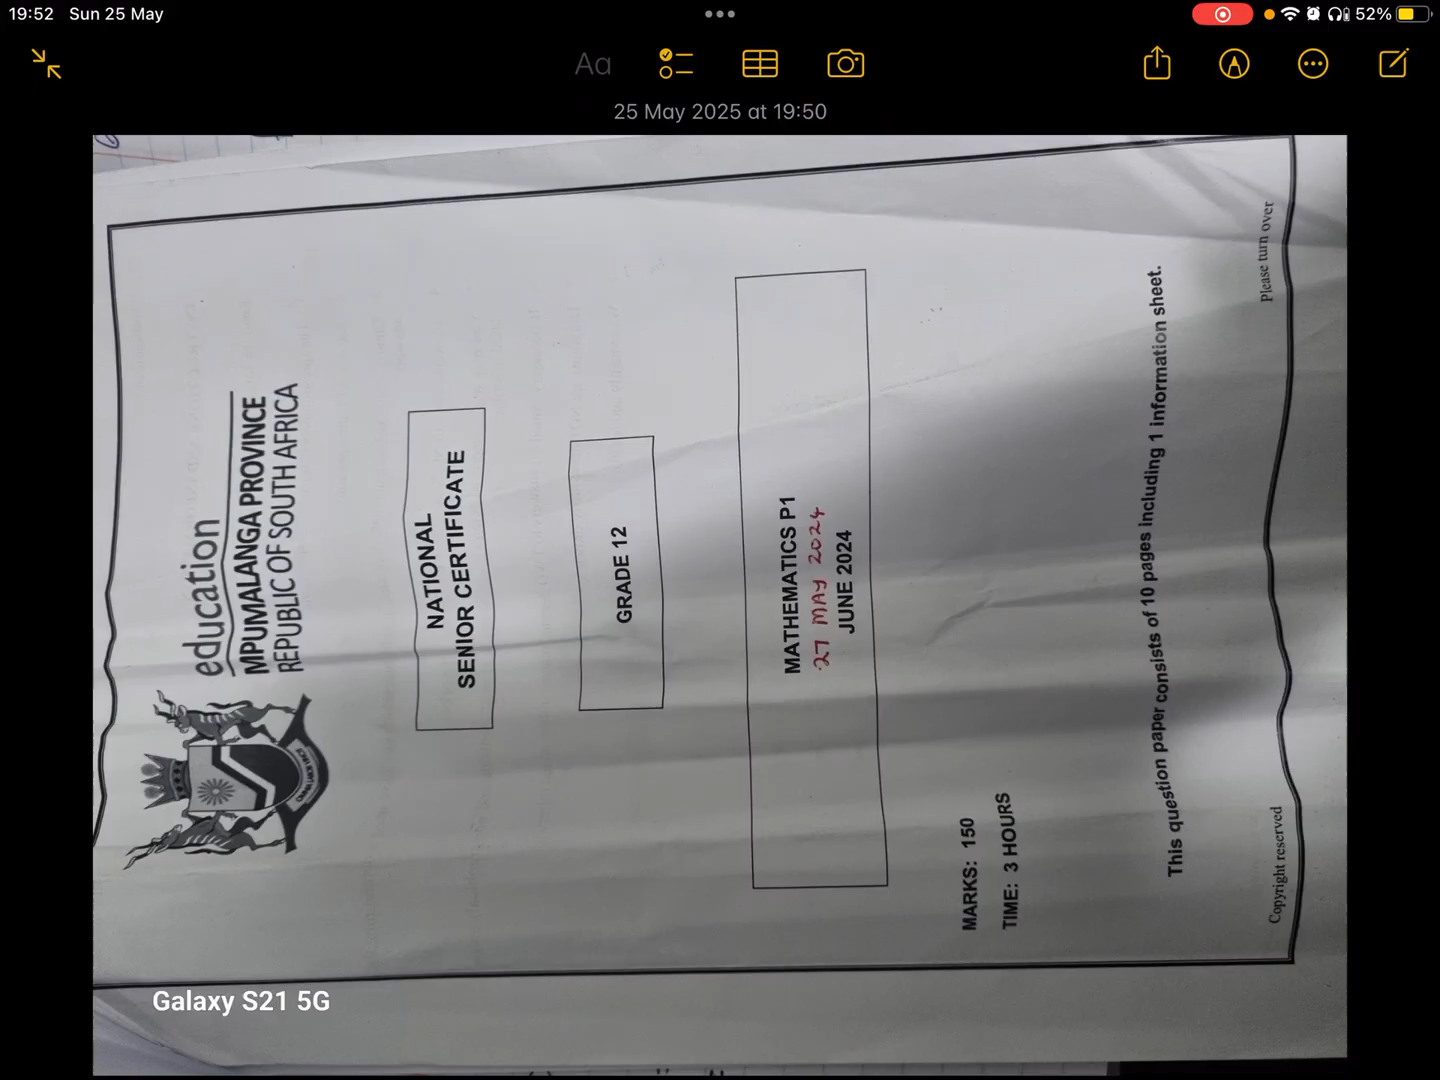 19:52 Sun 25 May
52%
Aa
25 May 2025 at 19:50
education
MPUMALANGA PROVINCE
REPUBLIC OF SOUTH AFRICA
NATIONAL
SENIOR CERTIFICATE
GRADE 12
MATHEMATICS P1
27 MAY 2024
JUNE 2024
MARKS: 150
TIME: 3 HOURS
This question paper consists of 10 pages including 1 information sheet.
Copyright reserved
Please turn over
Galaxy S21 5G